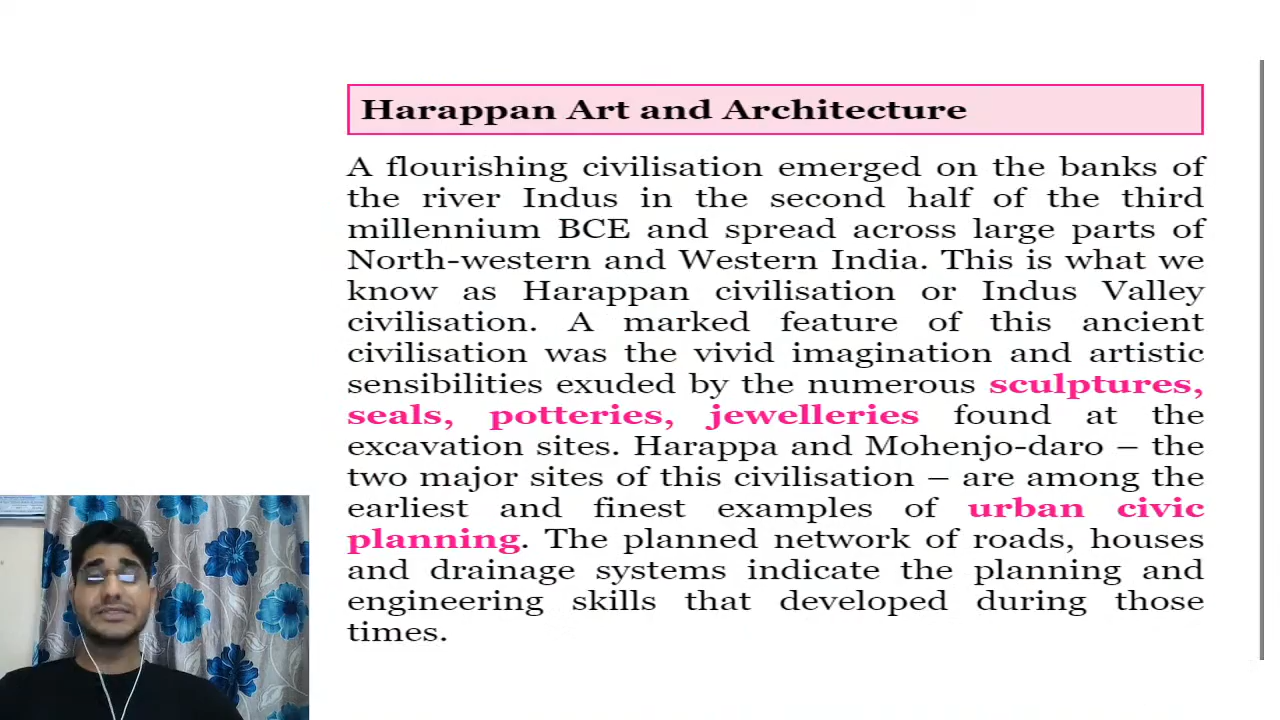 Harappan Art and Architecture
A flourishing civilisation emerged on the banks of
the river Indus in the second half of the third
millennium BCE and spread across large parts of
North-western and Western India. This is what we
know as Harappan civilisation or Indus Valley
civilisation. A marked feature of this ancient
civilisation was the vivid imagination and artistic
sensibilities exuded by the numerous sculptures,
seals, potteries, jewelleries found at the
excavation sites. Harappa and Mohenjo-daro – the
two major sites of this civilisation – are among the
earliest and finest examples of urban civic
planning. The planned network of roads, houses
and drainage systems indicate the planning and
engineering skills that developed during those
times.